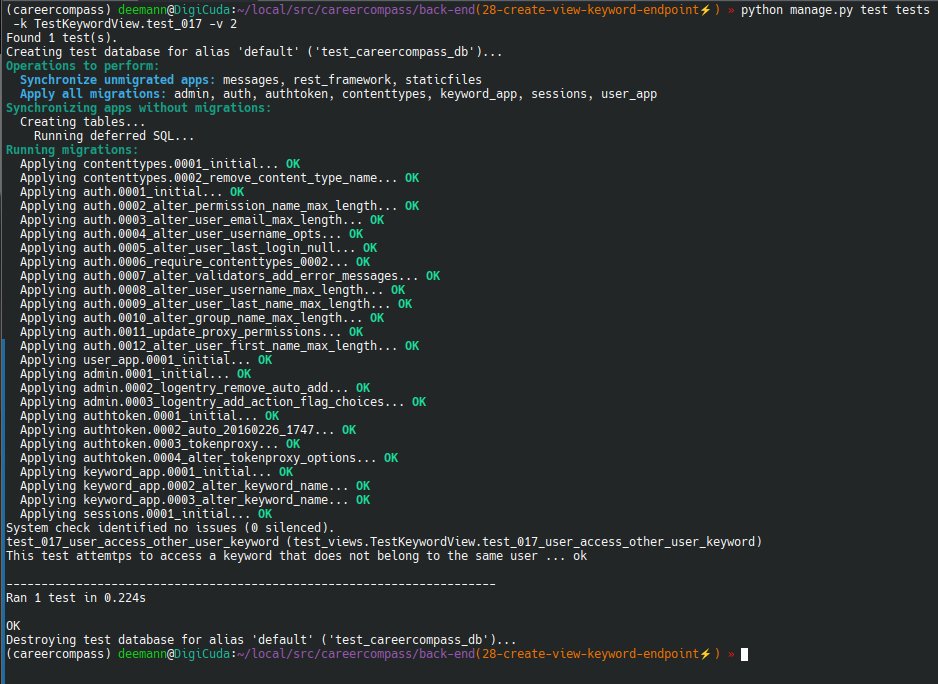 (careercompass) deemann@DigiCuda:~/local/src/careercompass/back-end(28-create-view-keyword-endpoint⚡) » python manage.py test tests
-k TestKeywordView.test_017 -v 2
Found 1 test(s).
Creating test database for alias 'default' ('test_careercompass_db')...
Operations to perform:
  Synchronize unmigrated apps: messages, rest_framework, staticfiles
  Apply all migrations: admin, auth, authtoken, contenttypes, keyword_app, sessions, user_app
Synchronizing apps without migrations:
  Creating tables...
    Running deferred SQL...
Running migrations:
  Applying contenttypes.0001_initial... OK
  Applying contenttypes.0002_remove_content_type_name... OK
  Applying auth.0001_initial... OK
  Applying auth.0002_alter_permission_name_max_length... OK
  Applying auth.0003_alter_user_email_max_length... OK
  Applying auth.0004_alter_user_username_opts... OK
  Applying auth.0005_alter_user_last_login_null... OK
  Applying auth.0006_require_contenttypes_0002... OK
  Applying auth.0007_alter_validators_add_error_messages... OK
  Applying auth.0008_alter_user_username_max_length... OK
  Applying auth.0009_alter_user_last_name_max_length... OK
  Applying auth.0010_alter_group_name_max_length... OK
  Applying auth.0011_update_proxy_permissions... OK
  Applying auth.0012_alter_user_first_name_max_length... OK
  Applying user_app.0001_initial... OK
  Applying admin.0001_initial... OK
  Applying admin.0002_logentry_remove_auto_add... OK
  Applying admin.0003_logentry_add_action_flag_choices... OK
  Applying authtoken.0001_initial... OK
  Applying authtoken.0002_auto_20160226_1747... OK
  Applying authtoken.0003_tokenproxy... OK
  Applying authtoken.0004_alter_tokenproxy_options... OK
  Applying keyword_app.0001_initial... OK
  Applying keyword_app.0002_alter_keyword_name... OK
  Applying keyword_app.0003_alter_keyword_name... OK
  Applying sessions.0001_initial... OK
System check identified no issues (0 silenced).
test_017_user_access_other_user_keyword (test_views.TestKeywordView.test_017_user_access_other_user_keyword)
This test attemtps to access a keyword that does not belong to the same user ... ok
----------------------------------------------------------------------
Ran 1 test in 0.224s
OK
Destroying test database for alias 'default' ('test_careercompass_db')...
(careercompass) deemann@DigiCuda:~/local/src/careercompass/back-end(28-create-view-keyword-endpoint⚡) »